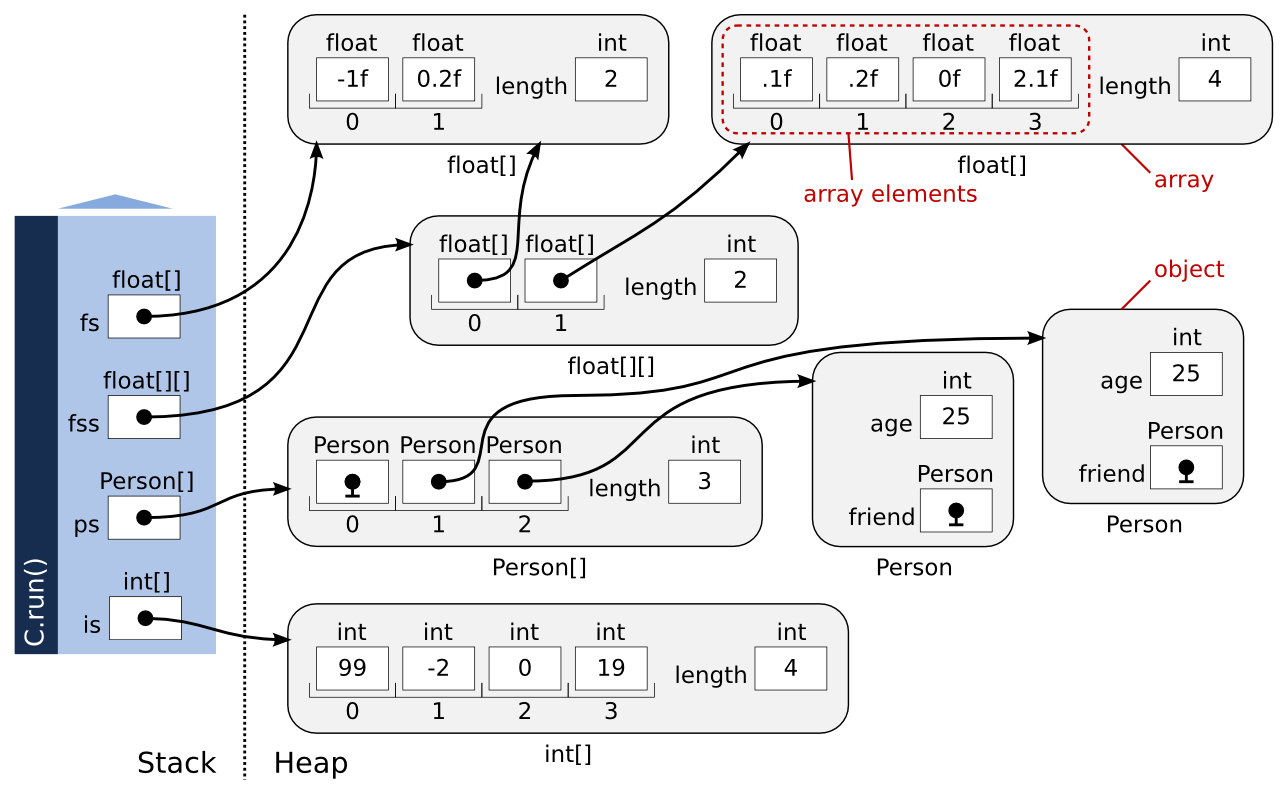 float float int
-1f 0.2f length 2
0 1
float[]
float float float float int
.1f .2f 0f 2.1f length 4
0 1 2 3
float[]
array elements
array
float[] float[] int
length 2
0 1
float[][]
object
int
age 25
Person
friend
Person
int
age 25
Person
friend
Person
Person Person Person int
length 3
0 1 2
Person[]
int int int int int
99 -2 0 19 length 4
0 1 2 3
int[]
float[]
fs
float[][]
fss
Person[]
ps
int[]
is
C.run()
Stack
Heap